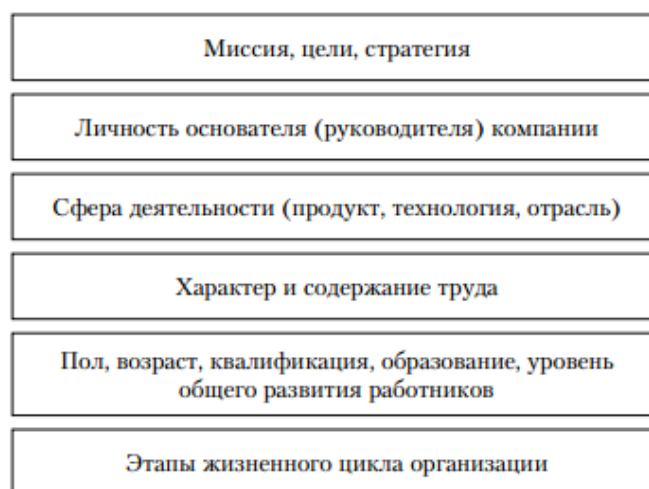 Миссия, цели, стратегия
Личность основателя (руководителя) компании
Сфера деятельности (продукт, технология, отрасль)
Характер и содержание труда
Пол, возраст, квалификация, образование, уровень
общего развития работников
Этапы жизненного цикла организации